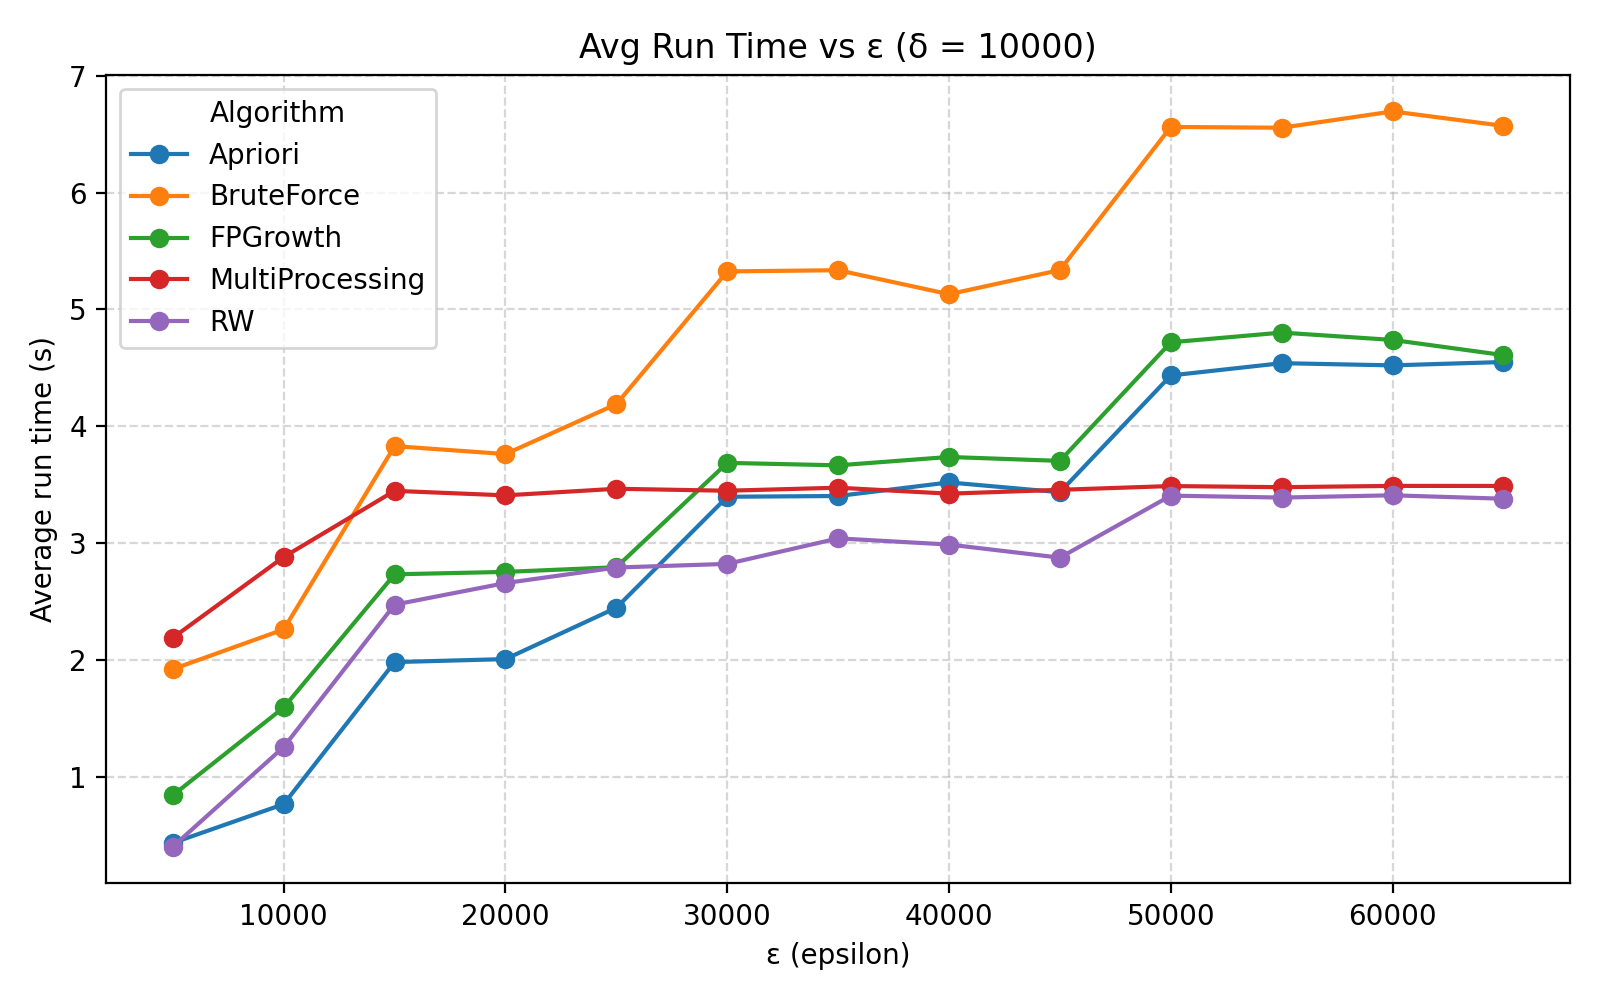 Avg Run Time vs ε (δ = 10000)
Algorithm
Apriori
BruteForce
FPGrowth
MultiProcessing
RW
Average run time (s)
7
6
5
4
3
2
1
10000 20000 30000 40000 50000 60000
ε (epsilon)